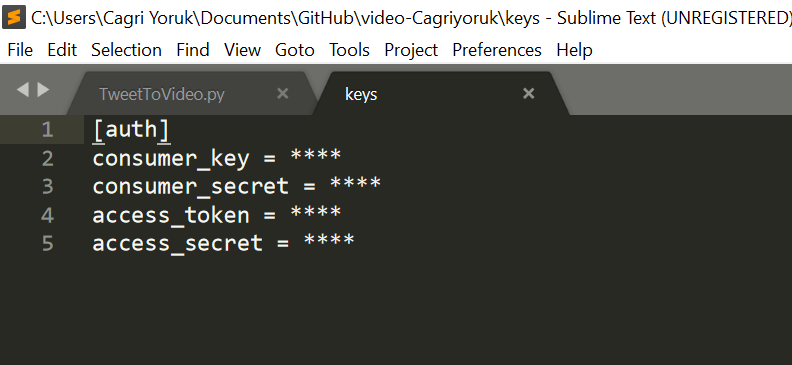 C:\Users\Cagri Yoruk\Documents\GitHub\video-Cagriyoruk\keys - Sublime Text (UNREGISTERED)
File Edit Selection Find View Goto Tools Project Preferences Help
TweetToVideo.py keys
1 [auth]
2 consumer_key = ****
3 consumer_secret = ****
4 access_token = ****
5 access_secret = ****